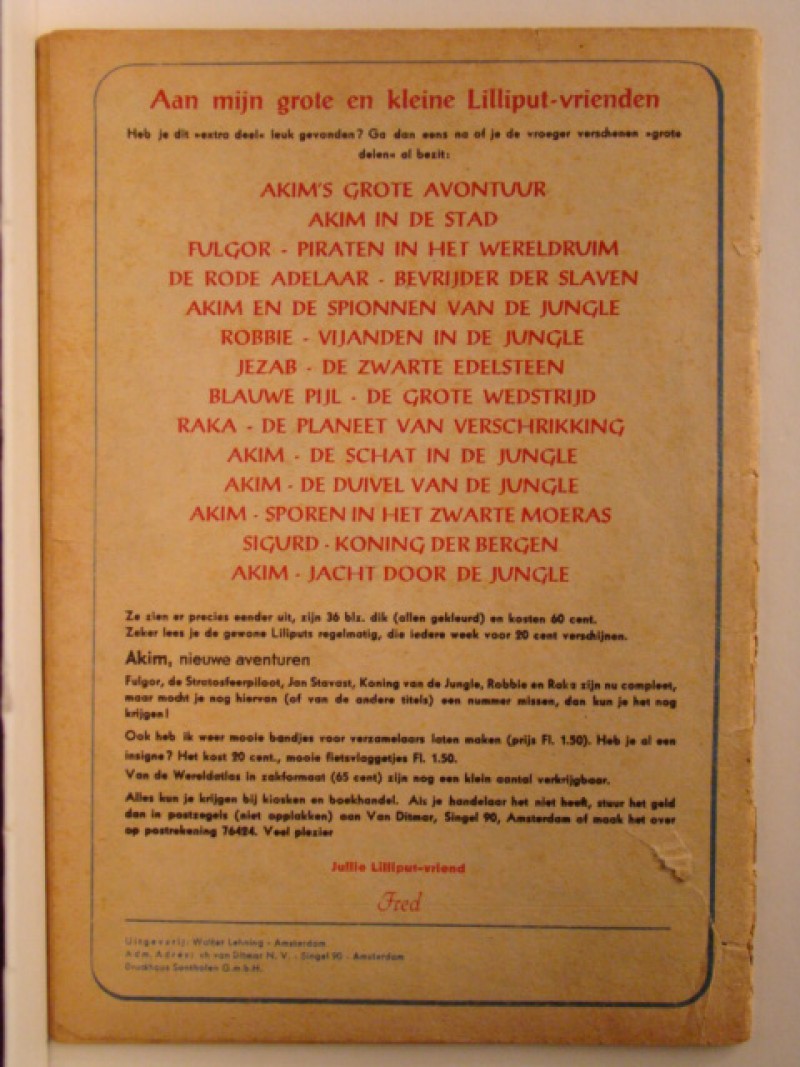 Aan mijn grote en kleine Lilliput-vrienden
Heb je dit »extra deel« leuk gevonden? Ga dan eens na of je de vroeger verschenen »grote
delen« al bezit:
AKIM'S GROTE AVONTUUR
AKIM IN DE STAD
FULGOR - PIRATEN IN HET WERELDRUIM
DE RODE ADELAAR - BEVRIJDER DER SLAVEN
AKIM EN DE SPIONNEN VAN DE JUNGLE
ROBBIE - VIJANDEN IN DE JUNGLE
JEZAB - DE ZWARTE EDELSTEEN
BLAUWE PIJL - DE GROTE WEDSTRIJD
RAKA - DE PLANEET VAN VERSCHRIKKING
AKIM - DE SCHAT IN DE JUNGLE
AKIM - DE DUIVEL VAN DE JUNGLE
AKIM - SPOREN IN HET ZWARTE MOERAS
SIGURD - KONING DER BERGEN
AKIM - JACHT DOOR DE JUNGLE
Ze zien er precies eender uit, zijn 36 blz. dik (allen gekleurd) en kosten 60 cent.
Zeker lees je de gewone Liliputs regelmatig, die iedere week voor 20 cent verschijnen.
Akim, nieuwe aventuren
Fulgor, de Stratosfeerpiloot, Jan Stavast, Koning van de Jungle, Robbie en Raka zijn nu compleet,
maar mocht je nog hiervan (of van de andere titels) een nummer missen, dan kun je het nog
krijgen!
Ook heb ik weer mooie bandjes voor verzamelaars laten maken (prijs Fl. 1.50). Heb je al een
insigne? Het kost 20 cent., mooie fietsvlaggetjes Fl. 1.50.
Van de Wereldatlas in zakformaat (65 cent) zijn nog een klein aantal verkrijgbaar.
Alles kun je krijgen bij kiosken en boekhandel. Als je handelaar het niet heeft, stuur het geld
dan in postzegels (niet opplakken) aan Van Ditmar, Singel 90, Amsterdam of maak het over
op postrekening 76424. Veel plezier
Jullie Lilliput-vriend
Fred
Uitgeverij: Walter Lehning - Amsterdam
Adm. Adres: vh van Ditmar N. V. - Singel 90 - Amsterdam
Druckhaus Sonthofen G.m.b.H.